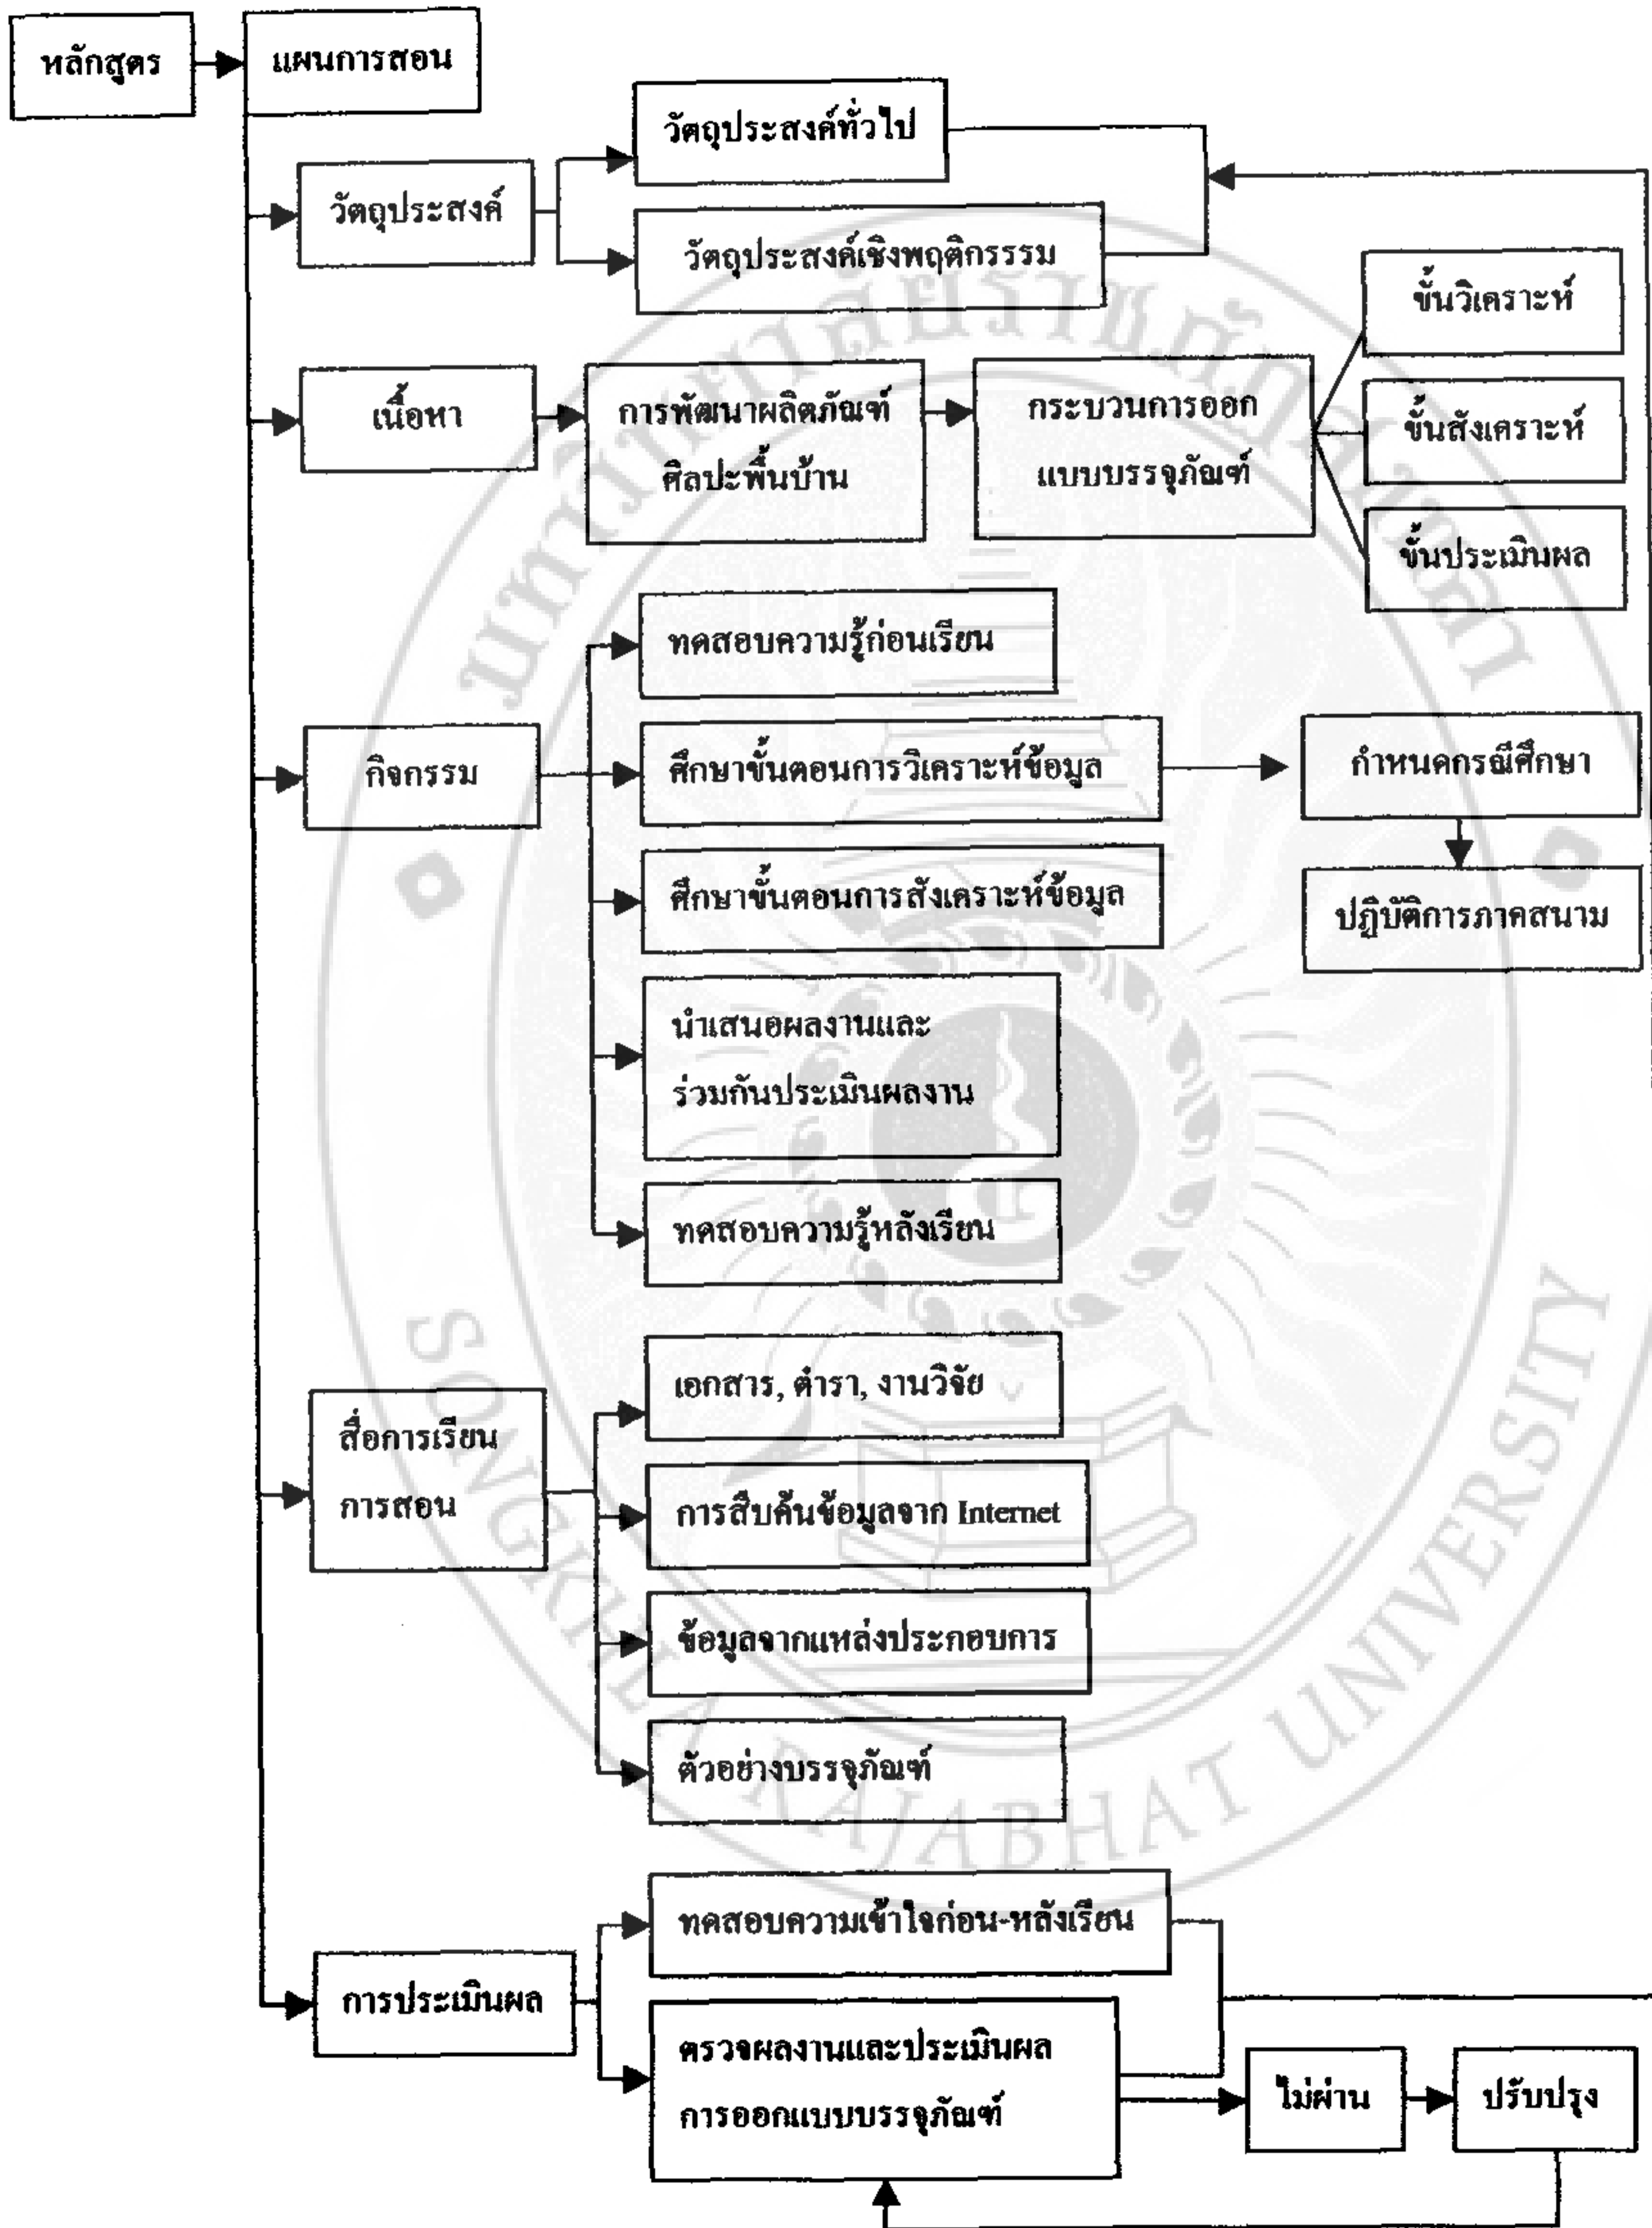 หลักสูตร
แผนการสอน
วัตถุประสงค์ทั่วไป
วัตถุประสงค์
วัตถุประสงค์เชิงพฤติกรรรม
ขั้นวิเคราะห์
เนื้อหา
การพัฒนาผลิตภัณฑ์
ศิลปะพื้นบ้าน
กระบวนการออก
แบบบรรจุภัณฑ์
ขั้นสังเคราะห์
ขั้นประเมินผล
ทดสอบความรู้ก่อนเรียน
กิจกรรม
ศึกษาขั้นตอนการวิเคราะห์ข้อมูล
กำหนดกรณีศึกษา
ศึกษาขั้นตอนการสังเคราะห์ข้อมูล
ปฏิบัติการภาคสนาม
นำเสนอผลงานและ
ร่วมกันประเมินผลงาน
ทดสอบความรู้หลังเรียน
เอกสาร, ตำรา, งานวิจัย
สื่อการเรียน
การสอน
การสืบค้นข้อมูลจาก Internet
ข้อมูลจากแหล่งประกอบการ
ตัวอย่างบรรจุภัณฑ์
ทดสอบความเข้าใจก่อน-หลังเรียน
การประเมินผล
ตรวจผลงานและประเมินผล
การออกแบบบรรจุภัณฑ์
ไม่ผ่าน
ปรับปรุง
มหาวิทยาลัยราชภัฏสงขลา
SONGKHLA RAJABHAT UNIVERSITY